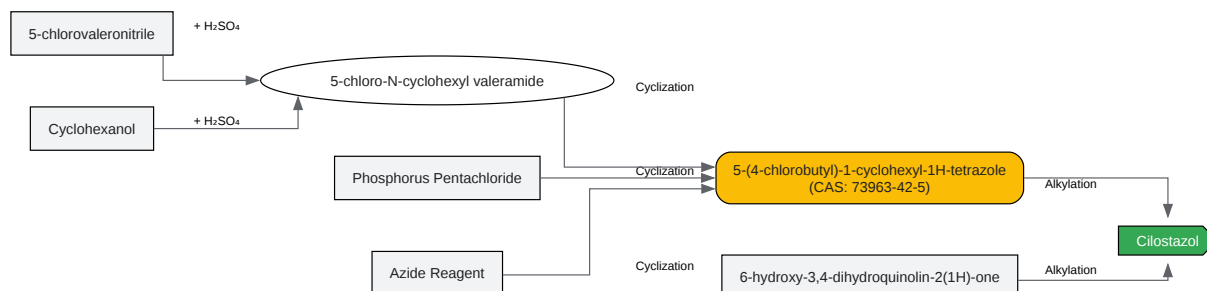 5-chlorovaleronitrile
+ H₂SO₄
5-chloro-N-cyclohexyl valeramide
Cyclization
Cyclohexanol
+ H₂SO₄
Phosphorus Pentachloride
Cyclization
5-(4-chlorobutyl)-1-cyclohexyl-1H-tetrazole
(CAS: 73963-42-5)
Alkylation
Cilostazol
Azide Reagent
Cyclization
6-hydroxy-3,4-dihydroquinolin-2(1H)-one
Alkylation